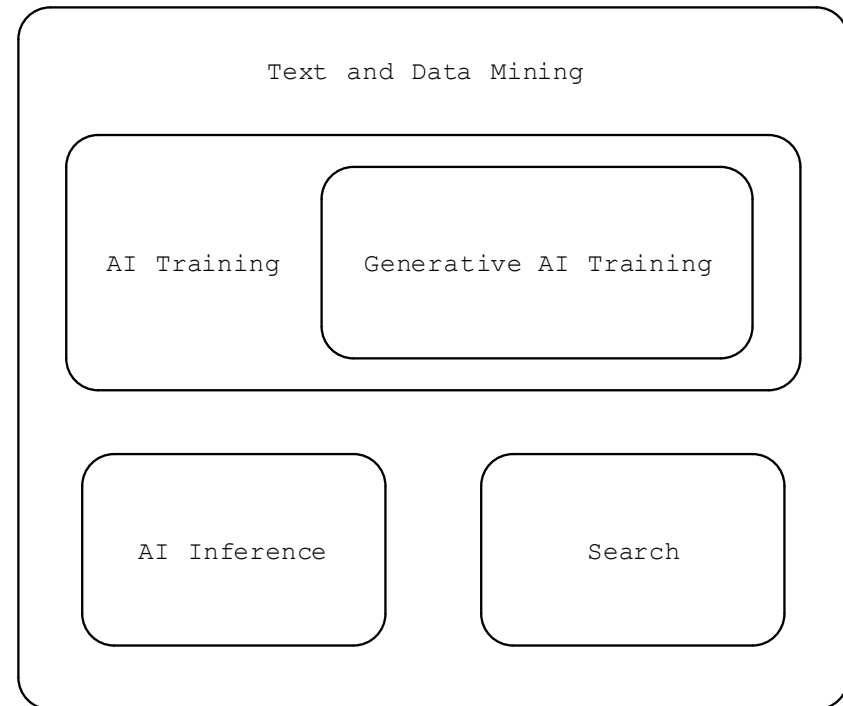 Text and Data Mining
AI Training
Generative AI Training
AI Inference
Search